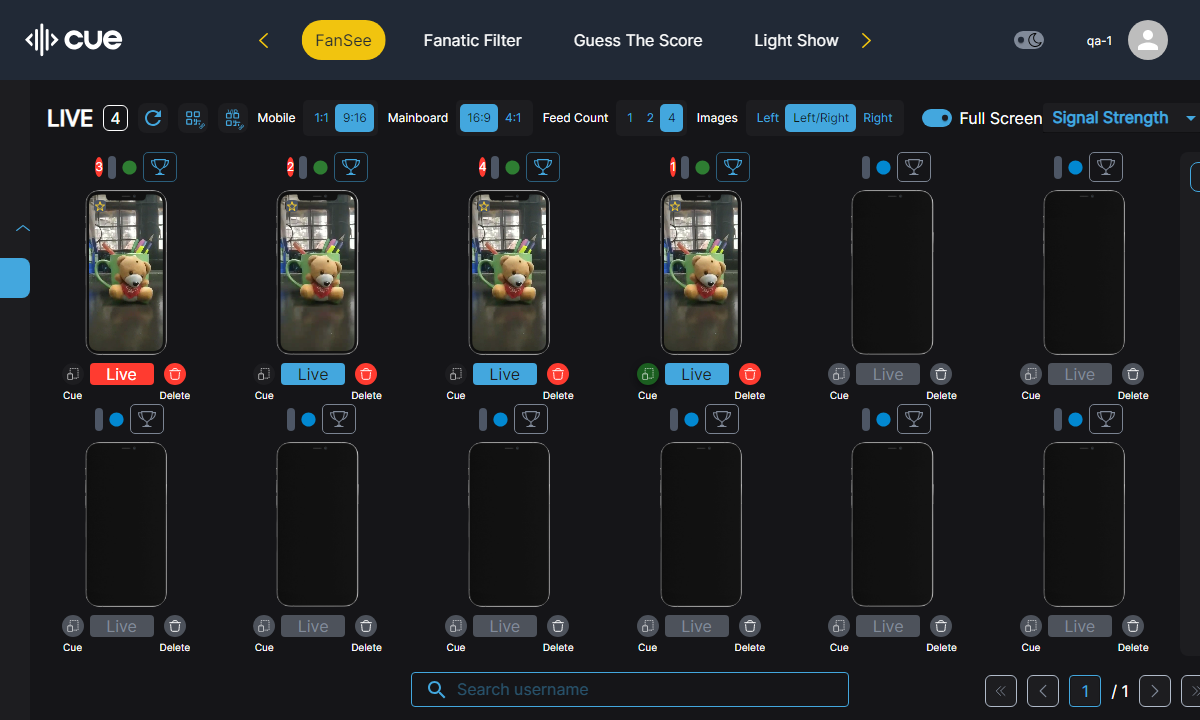 cue
FanSee
Fanatic Filter
Guess The Score
Light Show
qa-1
LIVE 4
Mobile 1:1 9:16
Mainboard 16:9 4:1
Feed Count 1 2 4
Images Left Left/Right Right
Full Screen
Signal Strength
3
2
4
1
Live
Live
Live
Live
Live
Live
Cue Delete
Cue Delete
Cue Delete
Cue Delete
Cue Delete
Cue Delete
Live
Live
Live
Live
Live
Live
Cue Delete
Cue Delete
Cue Delete
Cue Delete
Cue Delete
Cue Delete
Search username
1 / 1